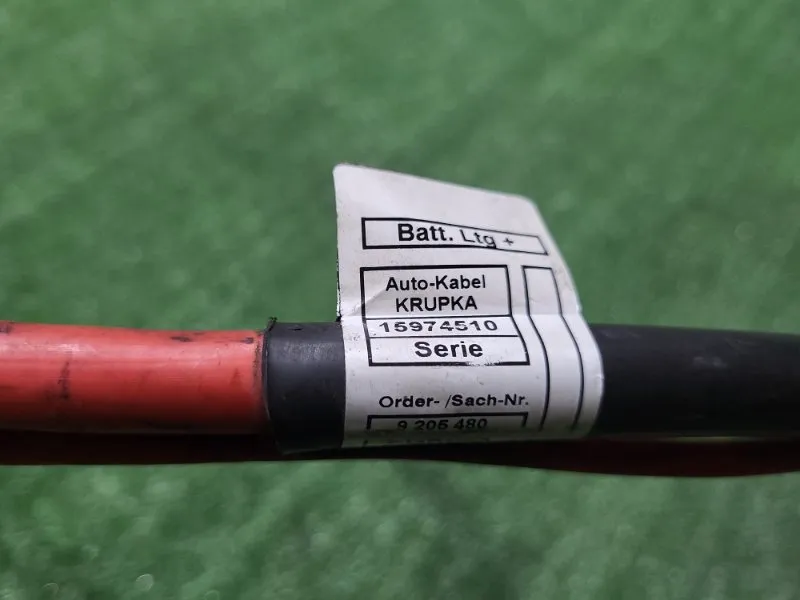 Batt. Ltg +
Auto-Kabel
KRUPKA
15974510
Serie
Order- /Sach-Nr.
9 205 480